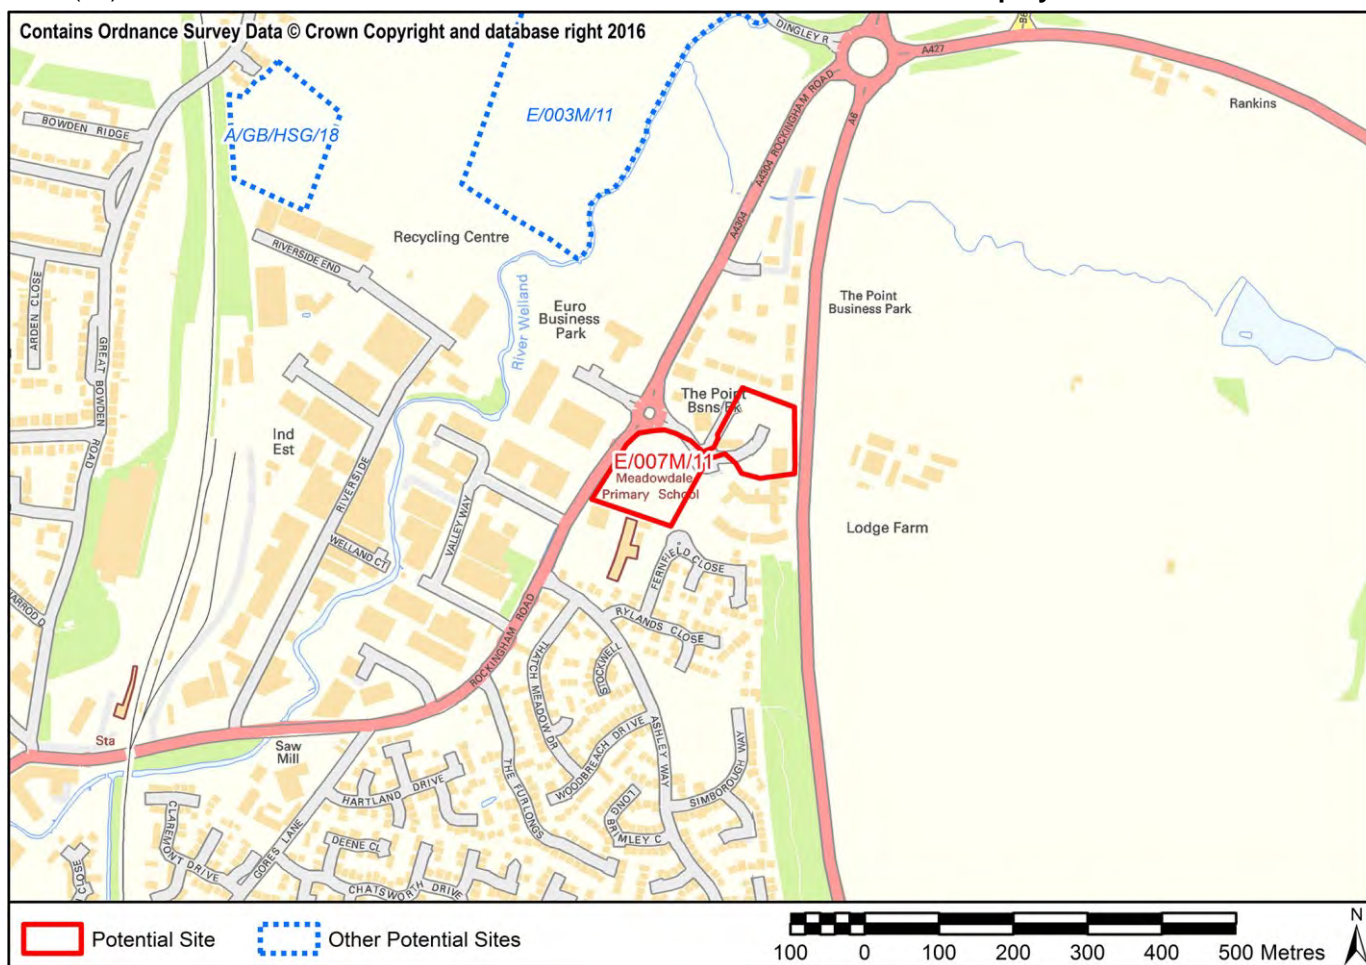 Contains Ordnance Survey Data © Crown Copyright and database right 2016
DINGLEY R
A427
Rankins
BOWDEN RIDGE
A/GB/HSG/18
E/003M/11
A4304 ROCKINGHAM ROAD
A6
A4304
Recycling Centre
RIVERSIDE END
ARDEN CLOSE
GREAT BOWDEN
ROAD
River Welland
Euro
Business
Park
The Point
Business Park
The Point
Bsns Pk
Ind
Est
RIVERSIDE
E/007M/11
Meadowdale
Primary School
VALLEY WAY
WELLAND CT
Lodge Farm
FERNFIELD CLOSE
RYLANDS CLOSE
ROCKINGHAM ROAD
THATCH MEADOW DR
STOCKWELL
WOODBREACH DRIVE
ASHLEY WAY
SIMBOROUGH WAY
LONG
BRIMLEY C
THE FURLONGS
Sta
Saw
Mill
HARTLAND DRIVE
GORES LANE
DEENE CL
CLAREMONT DRIVE
CHATSWORTH DRIVE
CLOSE
Potential Site
Other Potential Sites
100 0 100 200 300 400 500 Metres
N